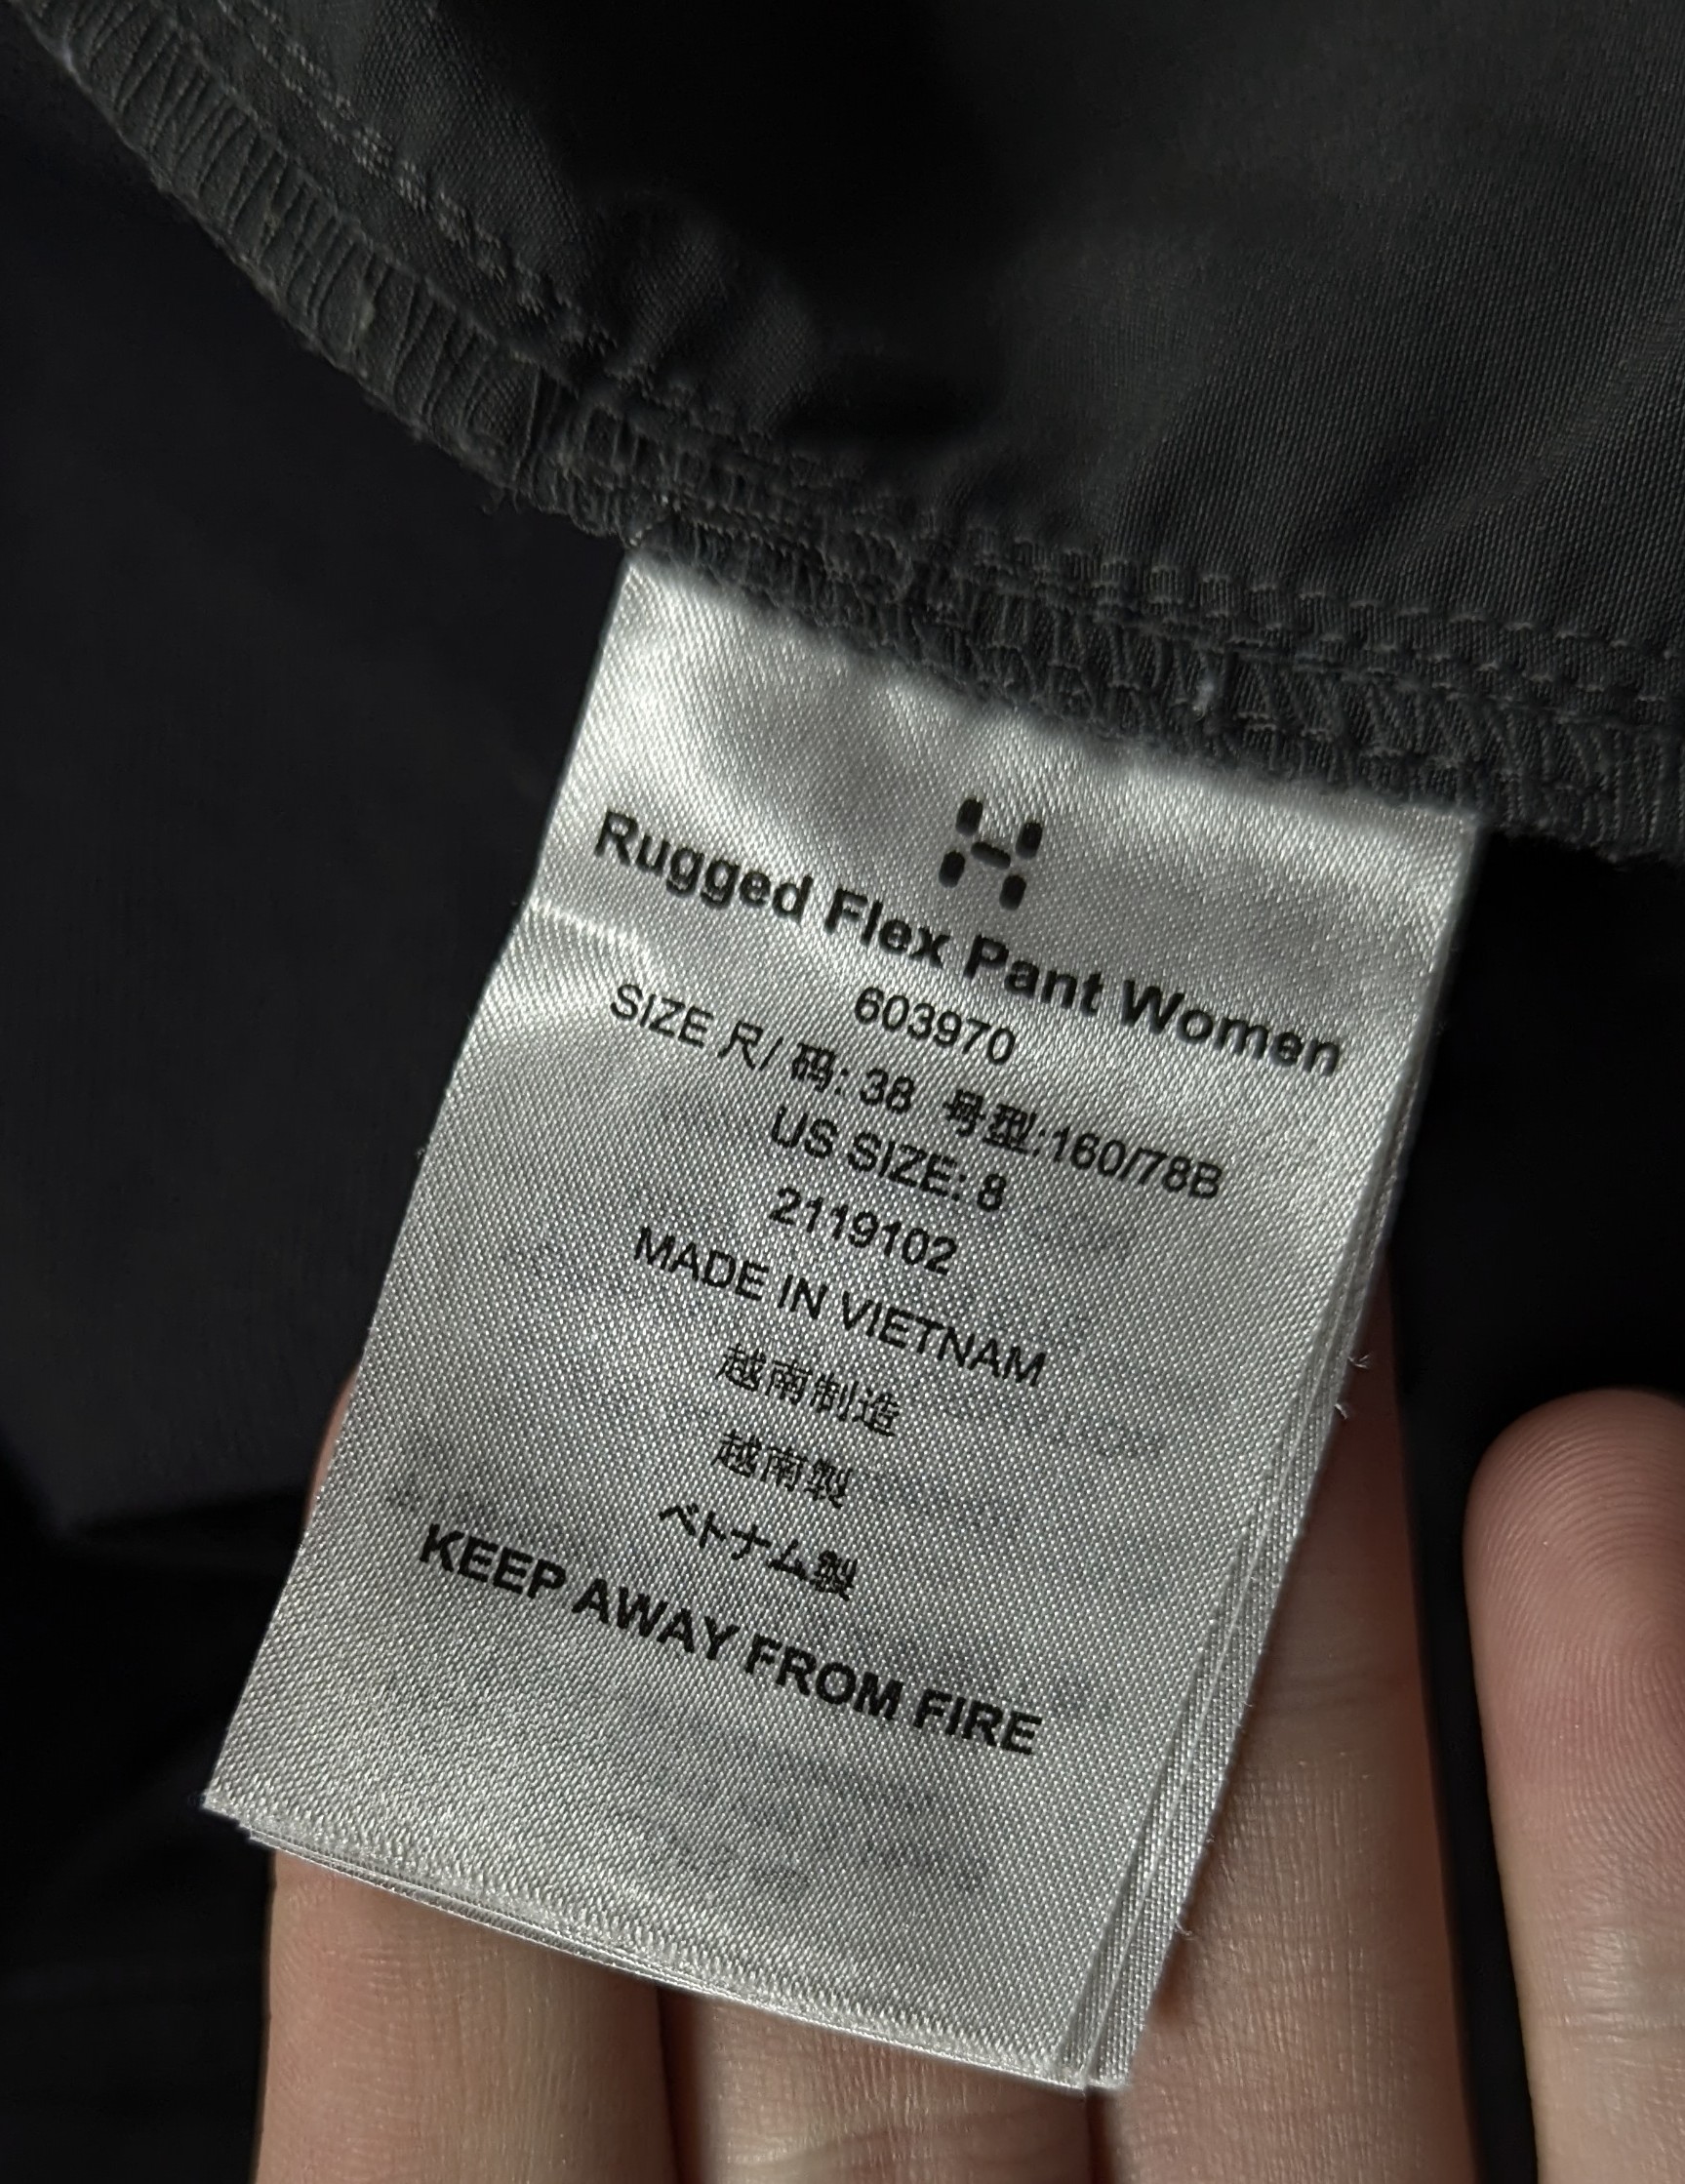 Rugged Flex Pant Women
603970
SIZE 尺/ 码: 38 号型:160/78B
US SIZE: 8
2119102
MADE IN VIETNAM
越南制造
越南製
ベトナム製
KEEP AWAY FROM FIRE